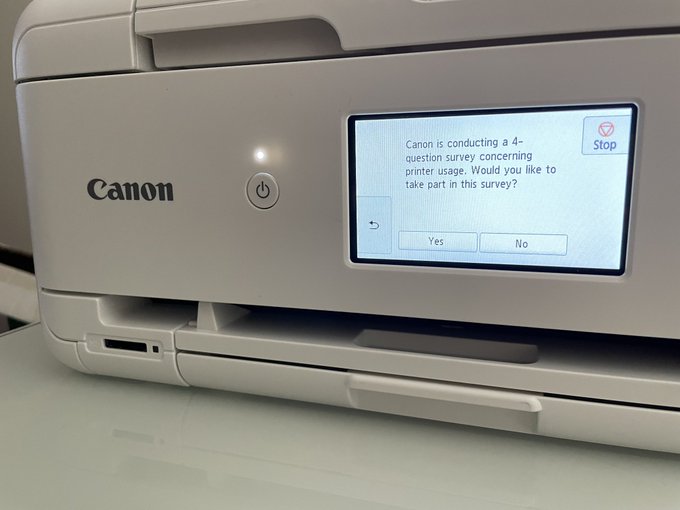 Canon
Canon is conducting a 4-
question survey concerning
printer usage. Would you like to
take part in this survey?
Stop
Yes
No